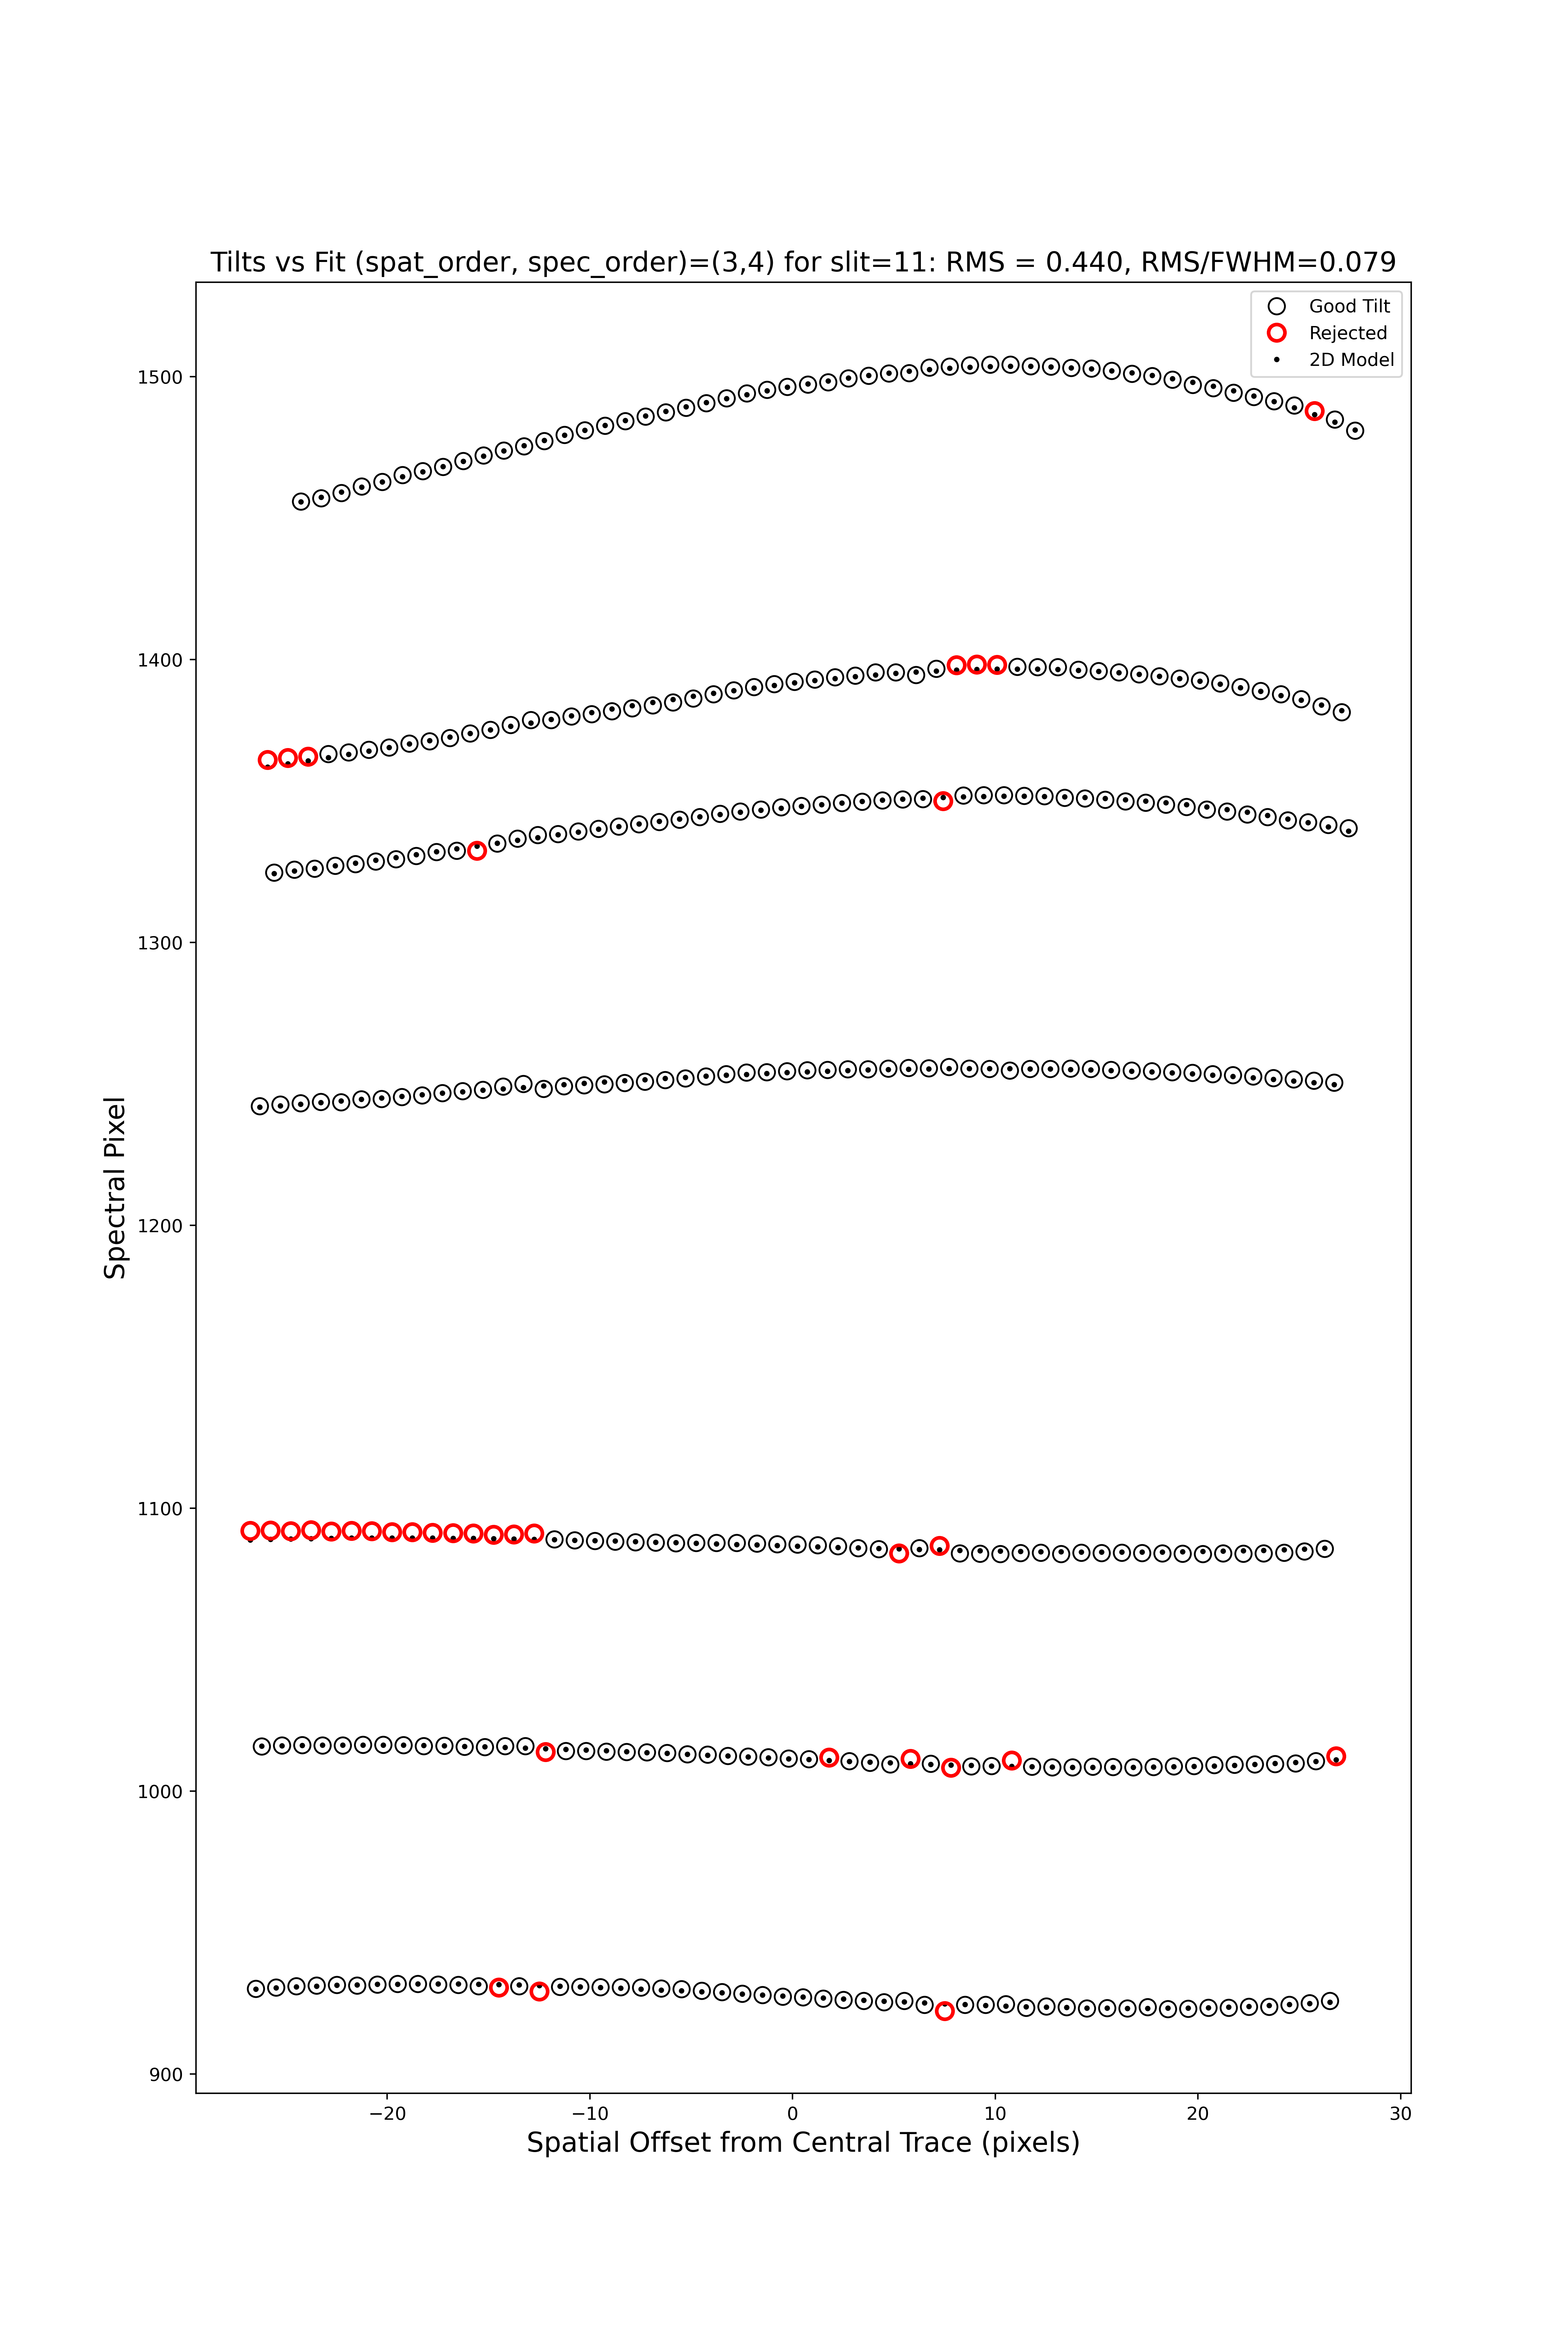 Tilts vs Fit (spat_order, spec_order)=(3,4) for slit=11: RMS = 0.440, RMS/FWHM=0.079
Good Tilt
Rejected
2D Model
1500
1400
1300
1200
1100
1000
900
Spectral Pixel
−20 −10 0 10 20 30
Spatial Offset from Central Trace (pixels)